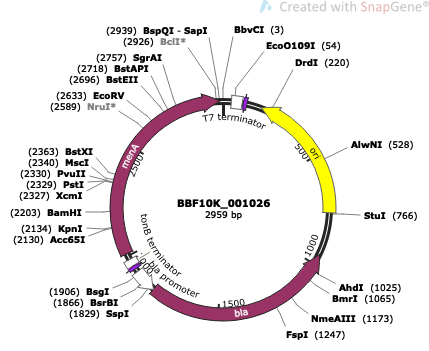 Created with SnapGene®
(2939) BspQI - SapI
(2926) BclI*
(2757) SgrAI
(2718) BstAPI
(2696) BstEII
(2633) EcoRV
(2589) NruI*
(2363) BstXI
(2340) MscI
(2330) PvuII
(2329) PstI
(2327) XcmI
(2203) BamHI
(2134) KpnI
(2130) Acc65I
(1906) BsgI
(1866) BsrBI
(1829) SspI
BbvCI (3)
EcoO109I (54)
DrdI (220)
AlwNI (528)
StuI (766)
AhdI (1025)
BmrI (1065)
NmeAIII (1173)
FspI (1247)
T7 terminator
ori
500
1000
1500
2500
menA
tonB terminator
bla promoter
bla
BBF10K_001026
2959 bp